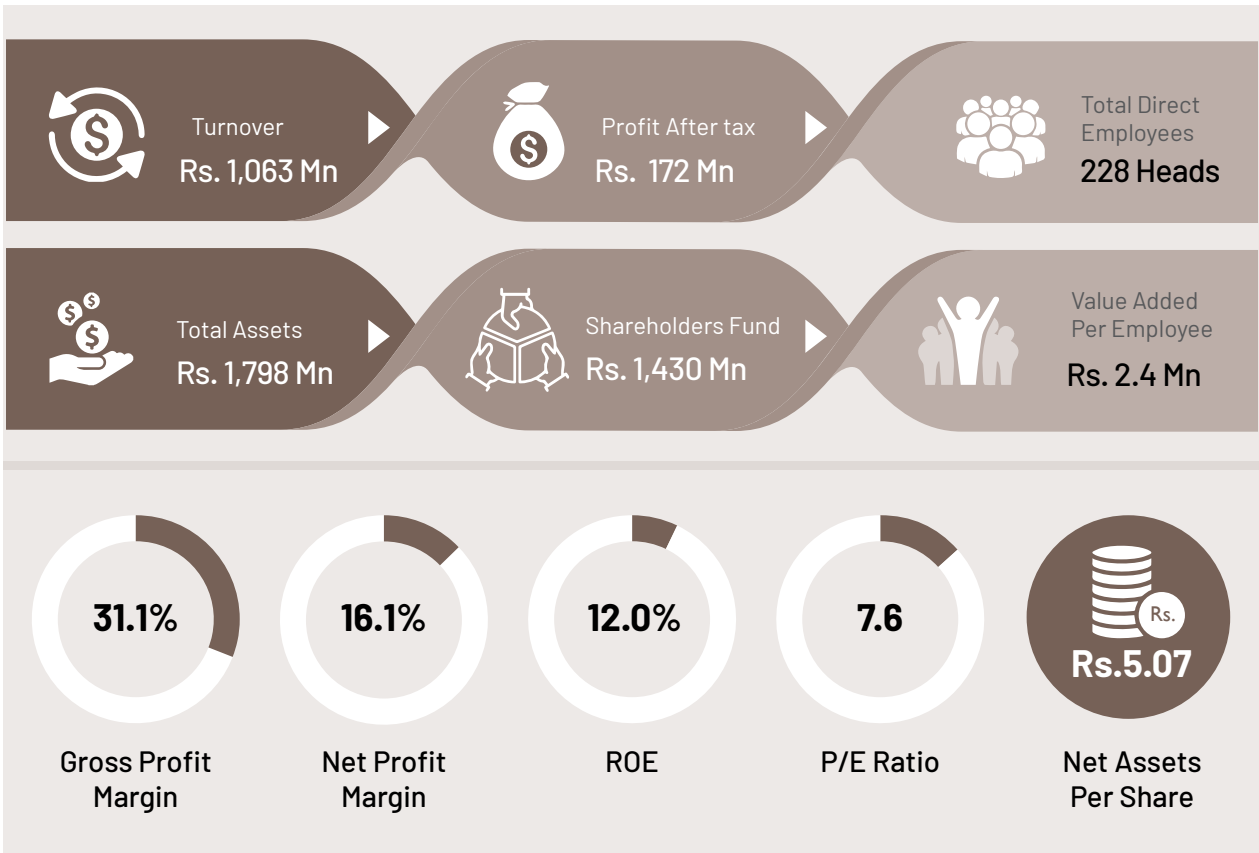 Turnover
Rs. 1,063 Mn
Profit After tax
Rs. 172 Mn
Total Direct
Employees
228 Heads
Total Assets
Rs. 1,798 Mn
Shareholders Fund
Rs. 1,430 Mn
Value Added
Per Employee
Rs. 2.4 Mn
31.1%
Gross Profit
Margin
16.1%
Net Profit
Margin
12.0%
ROE
7.6
P/E Ratio
Rs.
Rs.5.07
Net Assets
Per Share